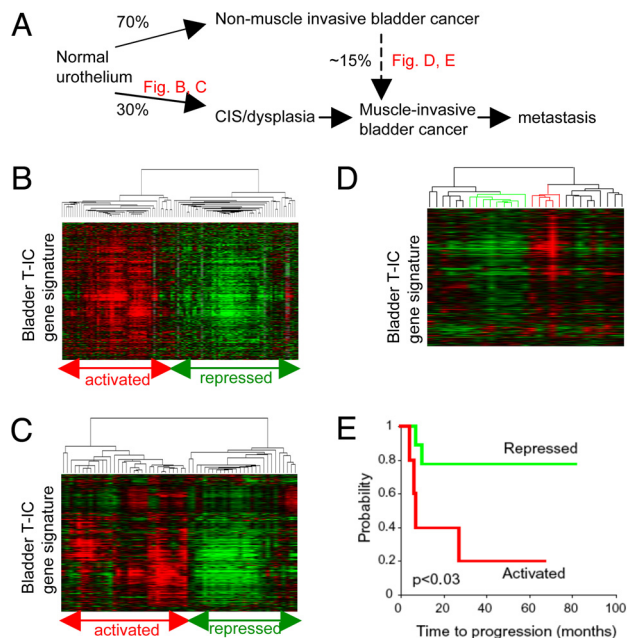 A
70%
Non-muscle invasive bladder cancer
Normal
urothelium
Fig. B, C
30%
~15%
Fig. D, E
CIS/dysplasia
Muscle-invasive
bladder cancer
metastasis
B
Bladder T-IC
gene signature
activated
repressed
D
Bladder T-IC
gene signature
C
Bladder T-IC
gene signature
activated
repressed
E
Probability
1
0.8
0.6
0.4
0.2
0
Repressed
Activated
p<0.03
0
20
40
60
80
100
Time to progression (months)